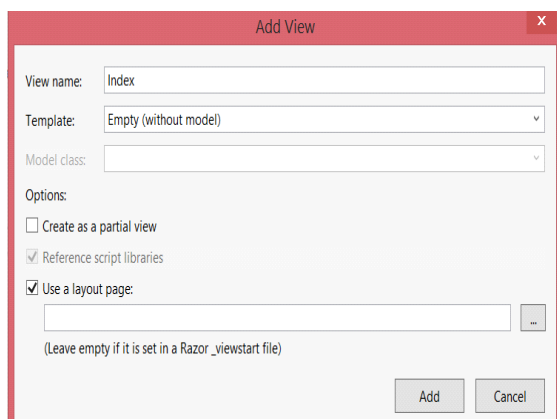 Add View
x
View name: Index
Template: Empty (without model)
Model class:
Options:
Create as a partial view
Reference script libraries
Use a layout page:
...
(Leave empty if it is set in a Razor _viewstart file)
Add Cancel